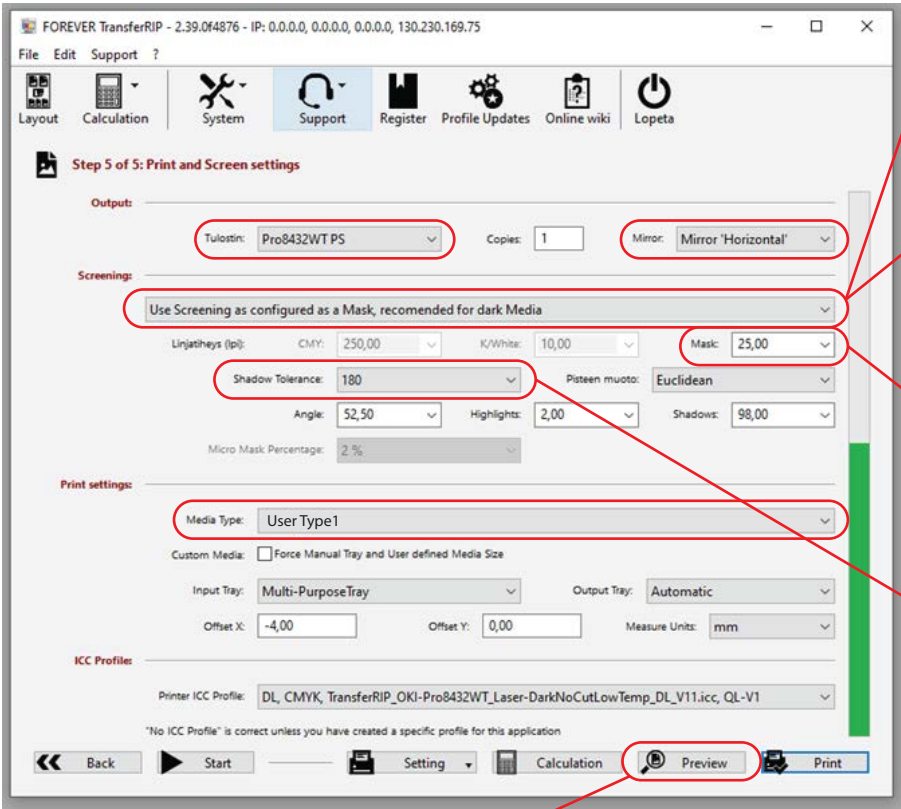 FOREVER TransferRIP - 2.39.0f4876 - IP: 0.0.0.0, 0.0.0.0, 0.0.0.0, 130.230.169.75
File Edit Support ?
Layout Calculation System Support Register Profile Updates Online wiki Lopeta
Step 5 of 5: Print and Screen settings
Output:
Tulostin: Pro8432WT PS Copies: 1 Mirror: Mirror 'Horizontal'
Screening:
Use Screening as configured as a Mask, recomended for dark Media
Linjatiheys (lpi): CMY: 250,00 K/White: 10,00 Mask: 25,00
Shadow Tolerance: 180 Pisteen muoto: Euclidean
Angle: 52,50 Highlights: 2,00 Shadows: 98,00
Micro Mask Percentage: 2 %
Print settings:
Media Type: User Type1
Custom Media: Force Manual Tray and User defined Media Size
Input Tray: Multi-PurposeTray Output Tray: Automatic
Offset X: -4,00 Offset Y: 0,00 Measure Units: mm
ICC Profile:
Printer ICC Profile: DL, CMYK, TransferRIP_OKI-Pro8432WT_Laser-DarkNoCutLowTemp_DL_V11.icc, QL-V1
"No ICC Profile" is correct unless you have created a specific profile for this application
Back Start Setting Calculation Preview Print